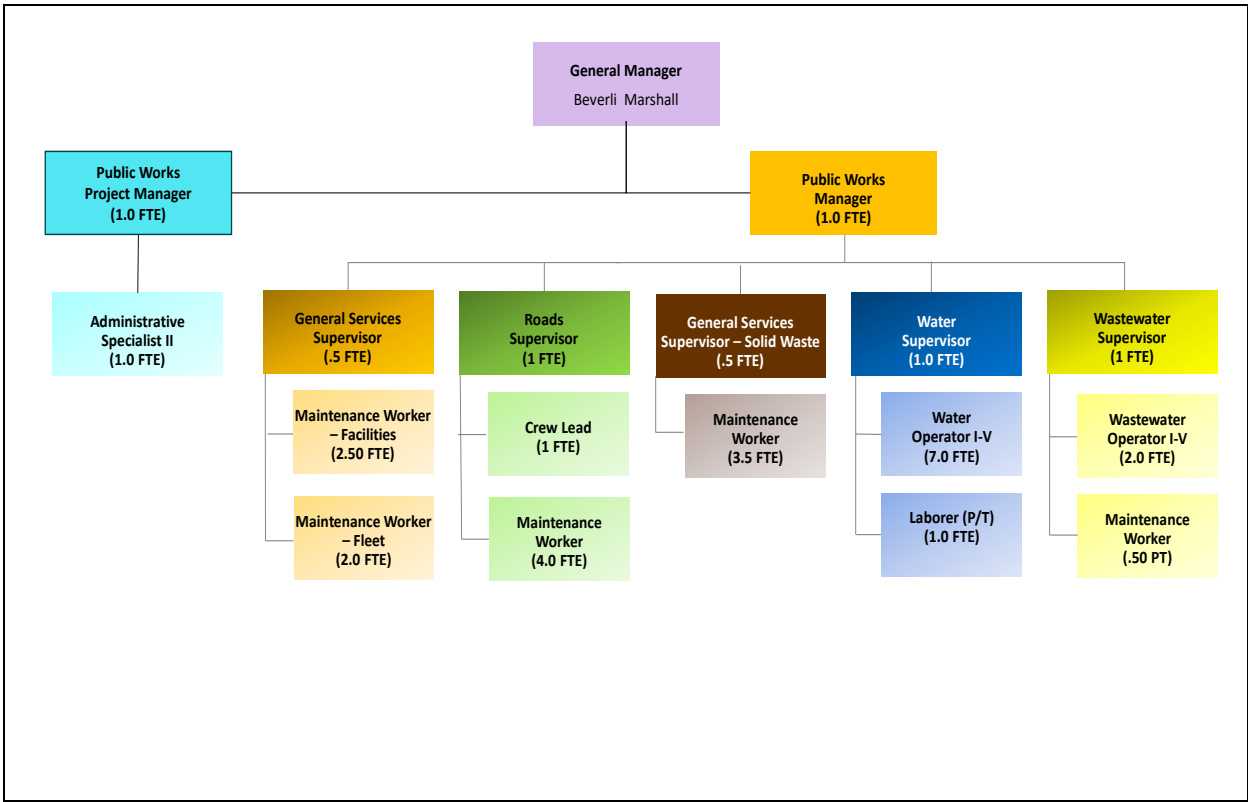 General Manager
Beverli Marshall
Public Works
Project Manager
(1.0 FTE)
Public Works
Manager
(1.0 FTE)
Administrative
Specialist II
(1.0 FTE)
General Services
Supervisor
(.5 FTE)
Roads
Supervisor
(1 FTE)
General Services
Supervisor – Solid Waste
(.5 FTE)
Water
Supervisor
(1.0 FTE)
Wastewater
Supervisor
(1 FTE)
Maintenance Worker
– Facilities
(2.50 FTE)
Crew Lead
(1 FTE)
Maintenance
Worker
(3.5 FTE)
Water
Operator I-V
(7.0 FTE)
Wastewater
Operator I-V
(2.0 FTE)
Maintenance Worker
– Fleet
(2.0 FTE)
Maintenance
Worker
(4.0 FTE)
Laborer (P/T)
(1.0 FTE)
Maintenance
Worker
(.50 PT)